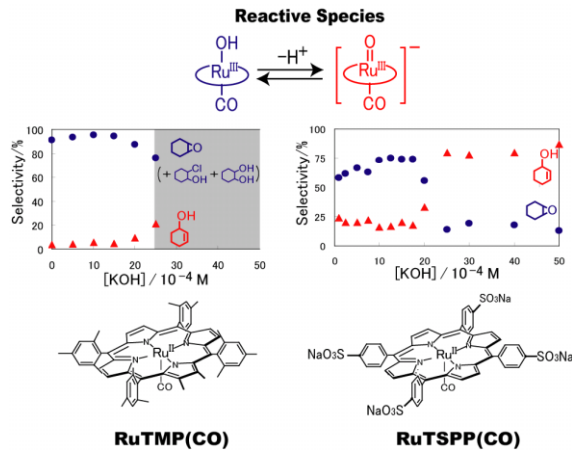 Reactive Species
OH
Ru^III
CO
−H⁺
O
Ru^III
CO
−
Selectivity/%
100
80
60
40
20
0
0 10 20 30 40 50
[KOH] / 10⁻⁴ M
O
(+ Cl OH + OH OH)
OH
Selectivity/%
100
75
50
25
0
0 10 20 30 40 50
[KOH] / 10⁻⁴ M
OH
O
N
N
Ru^II
N
N
CO
RuTMP(CO)
SO₃Na
NaO₃S
N
N
Ru^II
N
N
SO₃Na
CO
NaO₃S
RuTSPP(CO)